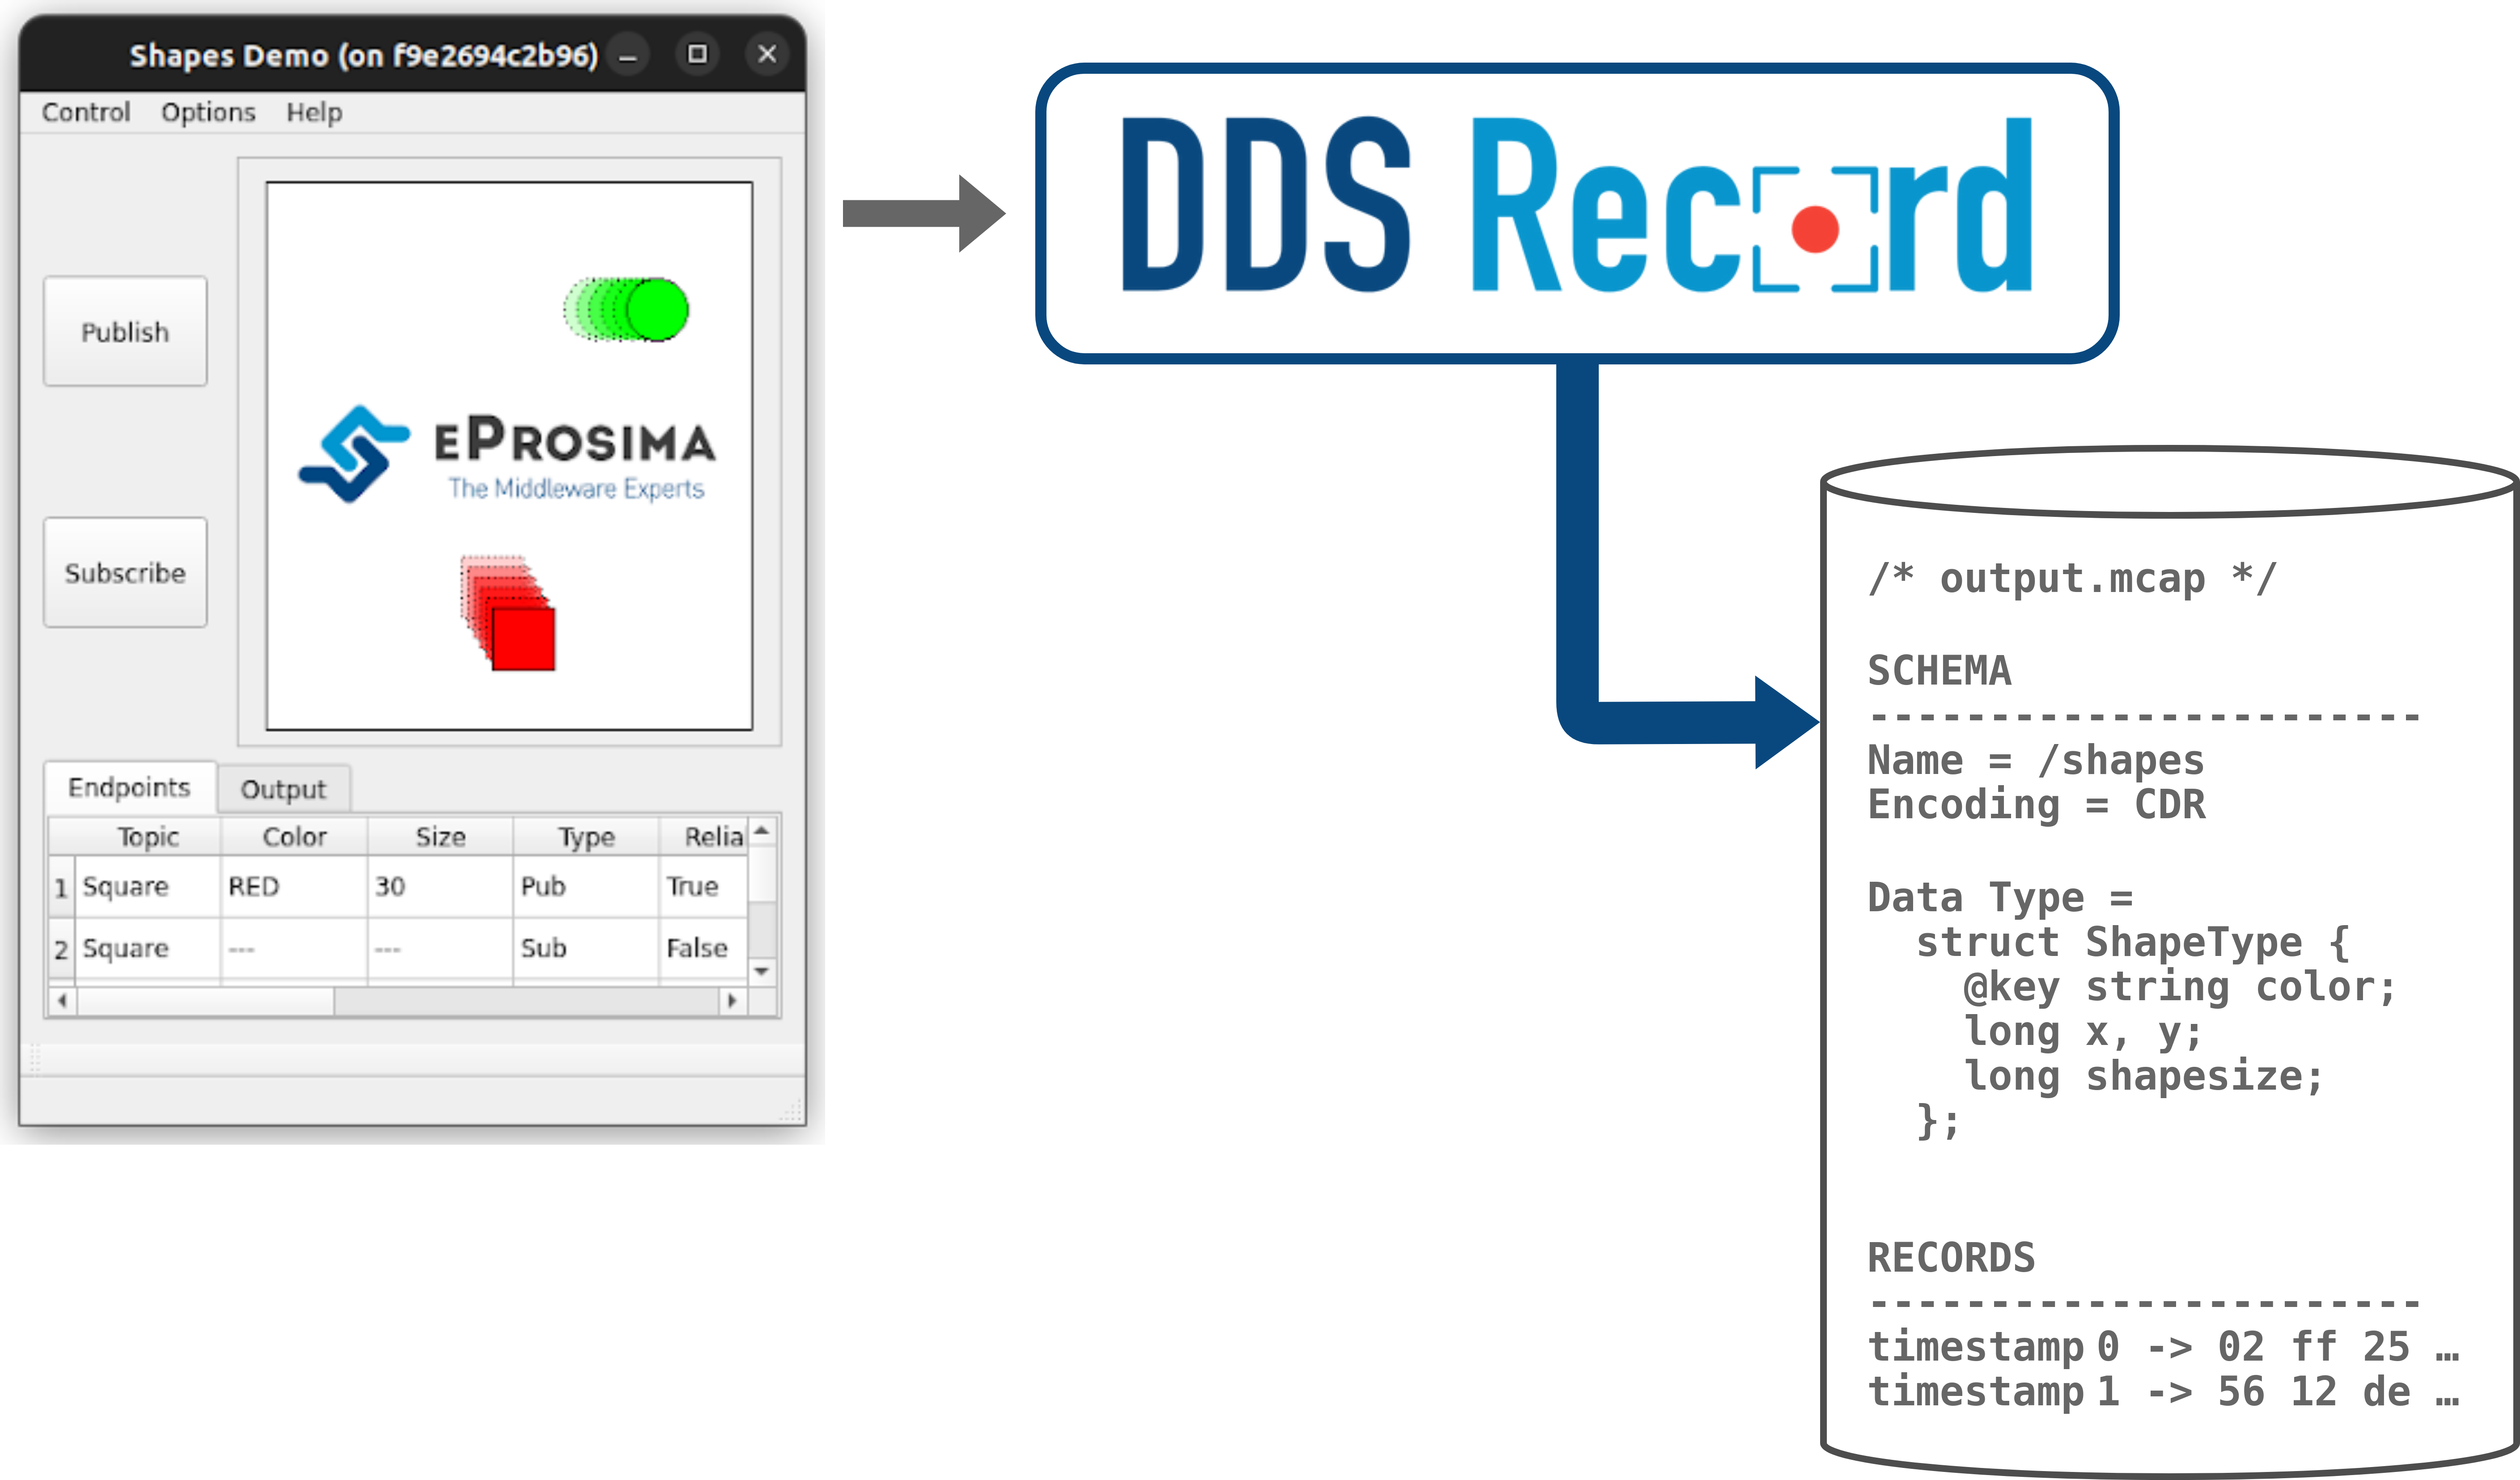 Shapes Demo (on f9e2694c2b96)
Control Options Help
Publish
Subscribe
EPROSIMA
The Middleware Experts
Endpoints Output
Topic Color Size Type Relia
1 Square RED 30 Pub True
2 Square --- --- Sub False
DDS Record
/* output.mcap */
SCHEMA
-----------------------
Name = /shapes
Encoding = CDR
Data Type =
struct ShapeType {
@key string color;
long x, y;
long shapesize;
};
RECORDS
-----------------------
timestamp 0 -> 02 ff 25 …
timestamp 1 -> 56 12 de …